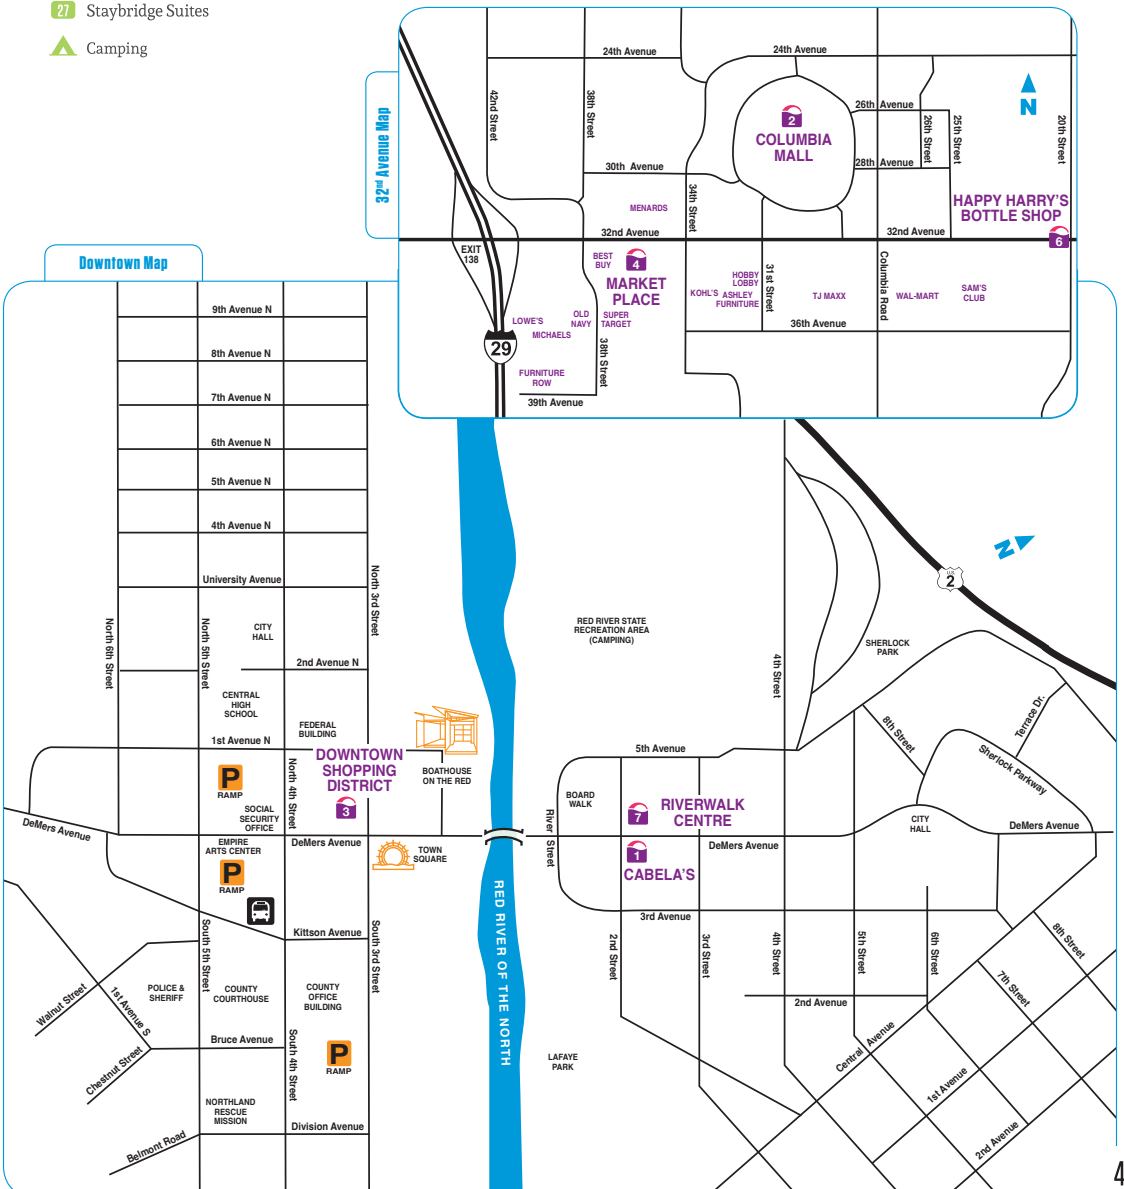 27 Staybridge Suites
Camping
32nd Avenue Map
24th Avenue
24th Avenue
42nd Street
38th Street
2
COLUMBIA
MALL
26th Avenue
26th Street
25th Street
20th Street
N
28th Avenue
30th Avenue
34th Street
MENARDS
HAPPY HARRY'S
BOTTLE SHOP
6
32nd Avenue
32nd Avenue
EXIT
138
BEST
BUY
4
MARKET
PLACE
KOHL'S
HOBBY
LOBBY
ASHLEY
FURNITURE
31st Street
TJ MAXX
Columbia Road
WAL-MART
SAM'S
CLUB
LOWE'S
OLD
NAVY
SUPER
TARGET
MICHAELS
36th Avenue
29
38th Street
FURNITURE
ROW
39th Avenue
Downtown Map
9th Avenue N
8th Avenue N
7th Avenue N
6th Avenue N
5th Avenue N
4th Avenue N
University Avenue
North 6th Street
North 5th Street
North 3rd Street
CITY
HALL
2nd Avenue N
CENTRAL
HIGH
SCHOOL
FEDERAL
BUILDING
1st Avenue N
North 4th Street
DOWNTOWN
SHOPPING
DISTRICT
3
P
RAMP
SOCIAL
SECURITY
OFFICE
BOATHOUSE
ON THE RED
DeMers Avenue
DeMers Avenue
EMPIRE
ARTS CENTER
P
RAMP
TOWN
SQUARE
Kittson Avenue
South 5th Street
South 3rd Street
Walnut Street
1st Avenue S
POLICE &
SHERIFF
COUNTY
COURTHOUSE
COUNTY
OFFICE
BUILDING
Chestnut Street
Bruce Avenue
South 4th Street
P
RAMP
NORTHLAND
RESCUE
MISSION
Belmont Road
Division Avenue
RED RIVER OF THE NORTH
RED RIVER STATE
RECREATION AREA
(CAMPIING)
4th Street
N
U.S.
2
SHERLOCK
PARK
8th Street
Terrace Dr.
Sherlock Parkway
5th Avenue
BOARD
WALK
7
RIVERWALK
CENTRE
River Street
CITY
HALL
DeMers Avenue
DeMers Avenue
1
CABELA'S
3rd Avenue
2nd Street
3rd Street
4th Street
5th Street
6th Street
7th Street
8th Street
2nd Avenue
Central Avenue
1st Avenue
2nd Avenue
LAFAYE
PARK
4